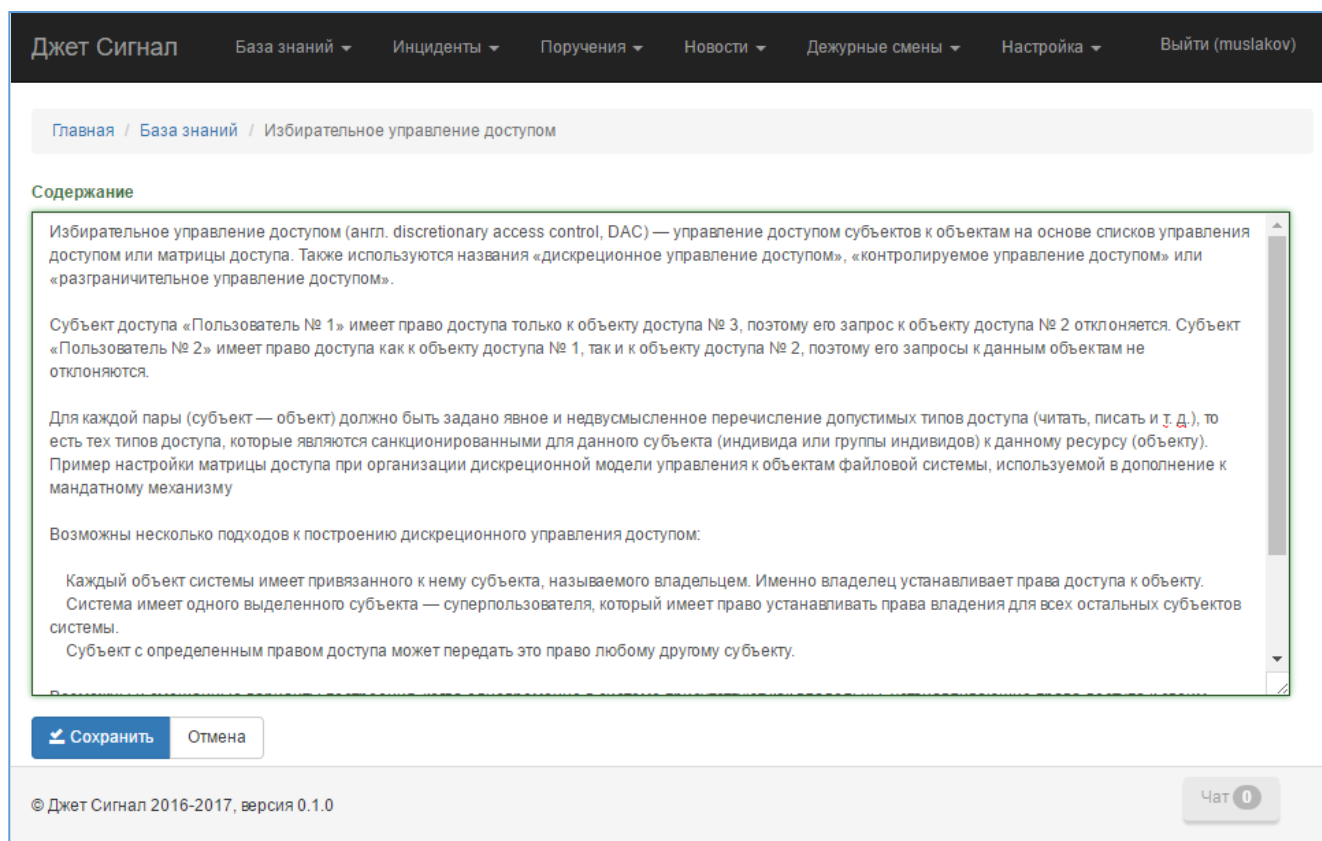 Джет Сигнал База знаний Инциденты Поручения Новости Дежурные смены Настройка Выйти (muslakov)
Главная / База знаний / Избирательное управление доступом
Содержание
Избирательное управление доступом (англ. discretionary access control, DAC) — управление доступом субъектов к объектам на основе списков управления
доступом или матрицы доступа. Также используются названия «дискреционное управление доступом», «контролируемое управление доступом» или
«разграничительное управление доступом».
Субъект доступа «Пользователь № 1» имеет право доступа только к объекту доступа № 3, поэтому его запрос к объекту доступа № 2 отклоняется. Субъект
«Пользователь № 2» имеет право доступа как к объекту доступа № 1, так и к объекту доступа № 2, поэтому его запросы к данным объектам не
отклоняются.
Для каждой пары (субъект — объект) должно быть задано явное и недвусмысленное перечисление допустимых типов доступа (читать, писать и т. д.), то
есть тех типов доступа, которые являются санкционированными для данного субъекта (индивида или группы индивидов) к данному ресурсу (объекту).
Пример настройки матрицы доступа при организации дискреционной модели управления к объектам файловой системы, используемой в дополнение к
мандатному механизму
Возможны несколько подходов к построению дискреционного управления доступом:
Каждый объект системы имеет привязанного к нему субъекта, называемого владельцем. Именно владелец устанавливает права доступа к объекту.
Система имеет одного выделенного субъекта — суперпользователя, который имеет право устанавливать права владения для всех остальных субъектов
системы.
Субъект с определенным правом доступа может передать это право любому другому субъекту.
Сохранить Отмена
© Джет Сигнал 2016-2017, версия 0.1.0
Чат 0